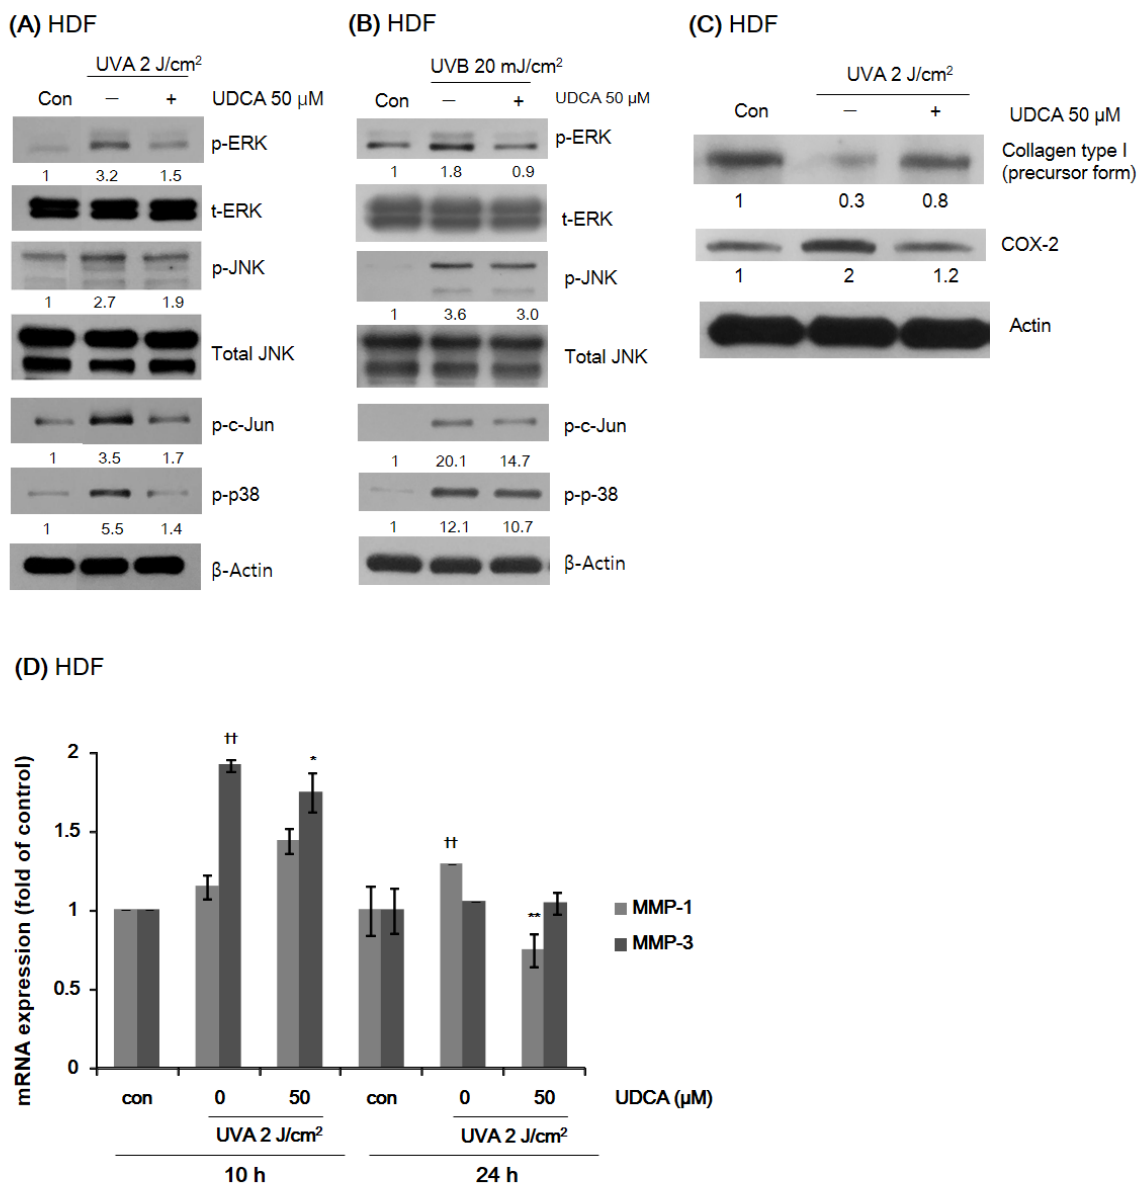 (A) HDF
UVA 2 J/cm²
Con − + UDCA 50 µM
p-ERK
1 3.2 1.5
t-ERK
p-JNK
1 2.7 1.9
Total JNK
p-c-Jun
1 3.5 1.7
p-p38
1 5.5 1.4
β-Actin
(B) HDF
UVB 20 mJ/cm²
Con − + UDCA 50 µM
p-ERK
1 1.8 0.9
t-ERK
p-JNK
1 3.6 3.0
Total JNK
p-c-Jun
1 20.1 14.7
p-p-38
1 12.1 10.7
β-Actin
(C) HDF
UVA 2 J/cm²
Con − +
UDCA 50 µM
Collagen type I
(precursor form)
1 0.3 0.8
COX-2
1 2 1.2
Actin
(D) HDF
mRNA expression (fold of control)
2
1.5
1
0.5
0
††
*
††
**
MMP-1
MMP-3
con 0 50 con 0 50 UDCA (µM)
UVA 2 J/cm² UVA 2 J/cm²
10 h 24 h